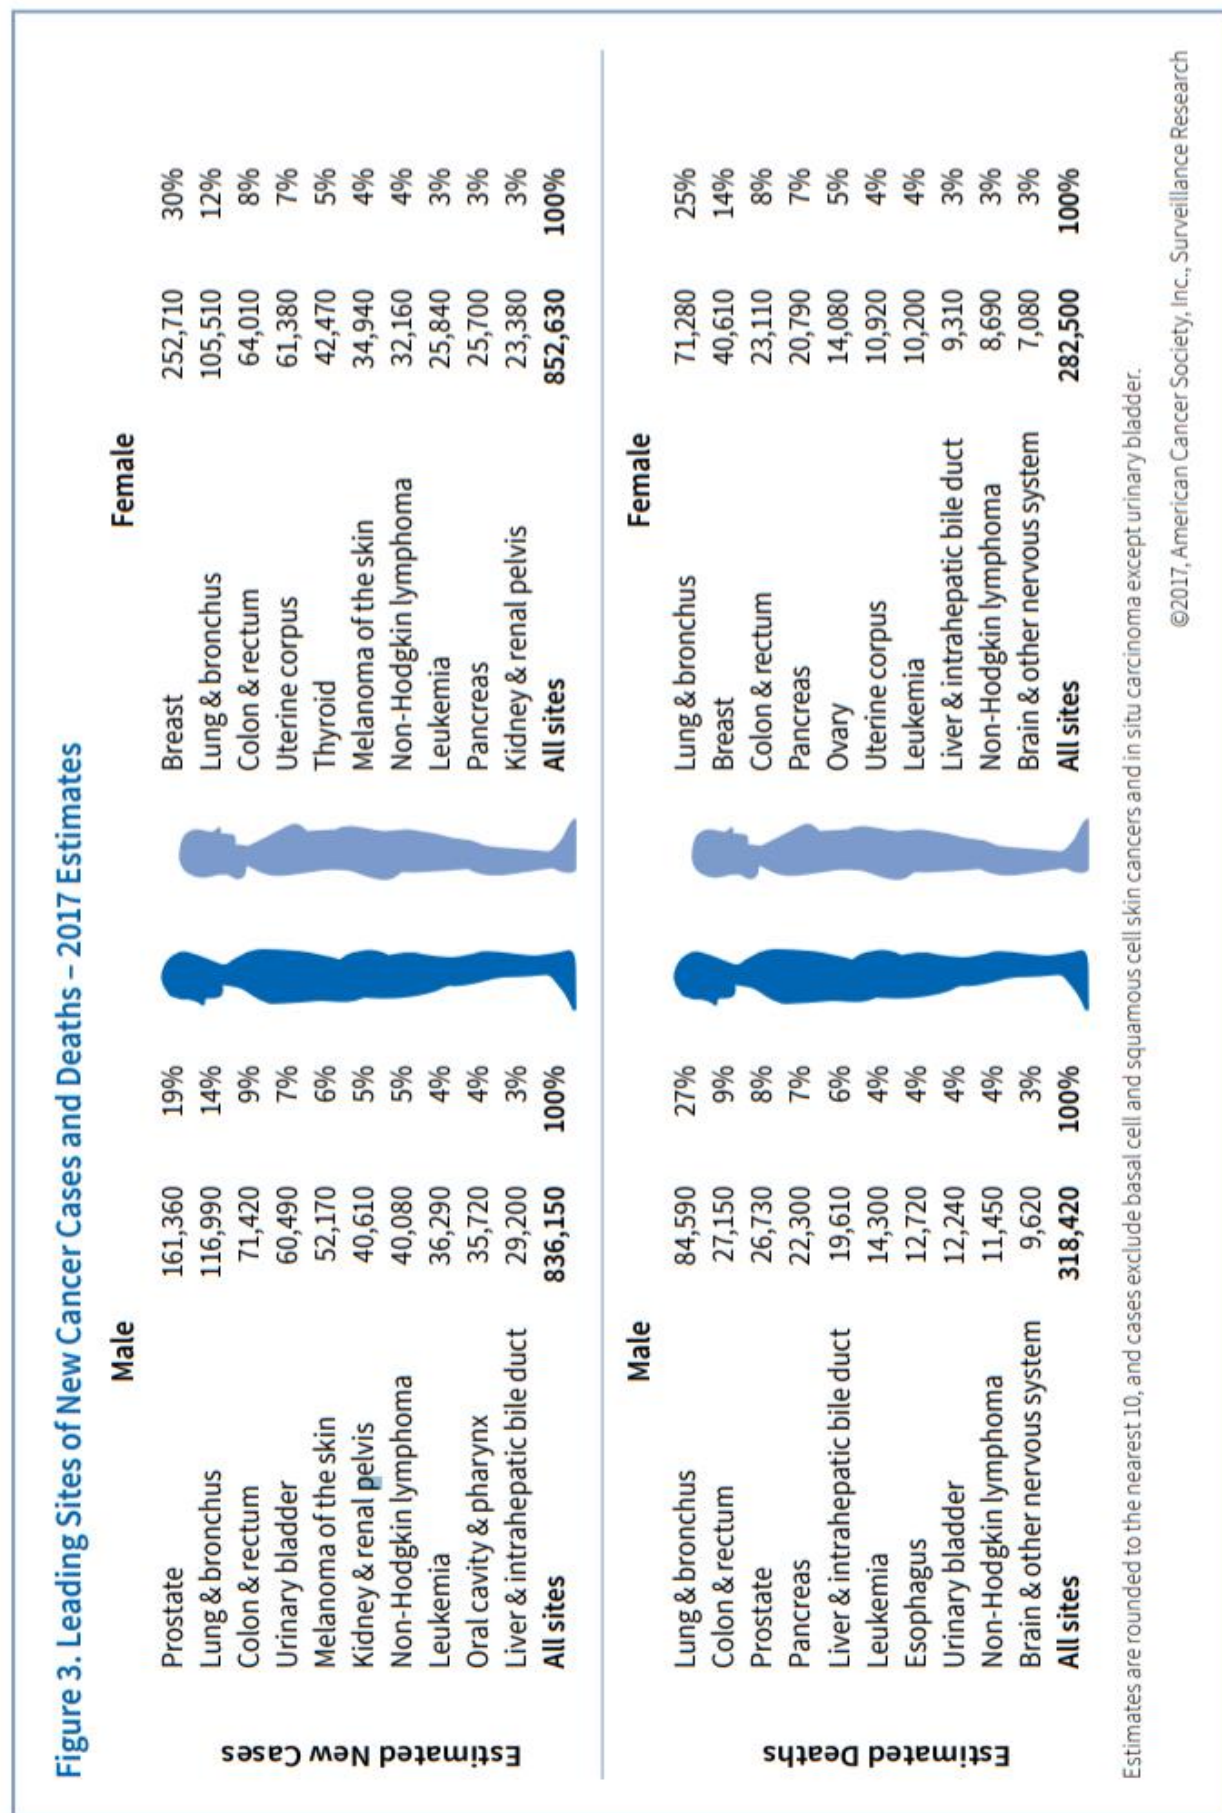 Figure 3. Leading Sites of New Cancer Cases and Deaths – 2017 Estimates
Male Female
Estimated New Cases
Prostate 161,360 19% Breast 252,710 30%
Lung & bronchus 116,990 14% Lung & bronchus 105,510 12%
Colon & rectum 71,420 9% Colon & rectum 64,010 8%
Urinary bladder 60,490 7% Uterine corpus 61,380 7%
Melanoma of the skin 52,170 6% Thyroid 42,470 5%
Kidney & renal pelvis 40,610 5% Melanoma of the skin 34,940 4%
Non-Hodgkin lymphoma 40,080 5% Non-Hodgkin lymphoma 32,160 4%
Leukemia 36,290 4% Leukemia 25,840 3%
Oral cavity & pharynx 35,720 4% Pancreas 25,700 3%
Liver & intrahepatic bile duct 29,200 3% Kidney & renal pelvis 23,380 3%
All sites 836,150 100% All sites 852,630 100%
Male Female
Estimated Deaths
Lung & bronchus 84,590 27% Lung & bronchus 71,280 25%
Colon & rectum 27,150 9% Breast 40,610 14%
Prostate 26,730 8% Colon & rectum 23,110 8%
Pancreas 22,300 7% Pancreas 20,790 7%
Liver & intrahepatic bile duct 19,610 6% Ovary 14,080 5%
Leukemia 14,300 4% Uterine corpus 10,920 4%
Esophagus 12,720 4% Leukemia 10,200 4%
Urinary bladder 12,240 4% Liver & intrahepatic bile duct 9,310 3%
Non-Hodgkin lymphoma 11,450 4% Non-Hodgkin lymphoma 8,690 3%
Brain & other nervous system 9,620 3% Brain & other nervous system 7,080 3%
All sites 318,420 100% All sites 282,500 100%
Estimates are rounded to the nearest 10, and cases exclude basal cell and squamous cell skin cancers and in situ carcinoma except urinary bladder.
©2017, American Cancer Society, Inc., Surveillance Research